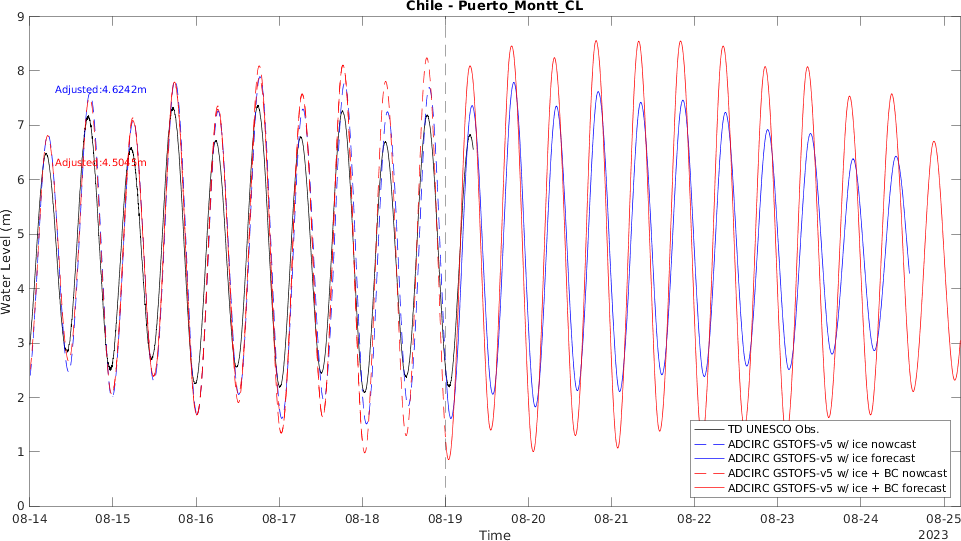 Chile - Puerto_Montt_CL
9
8
7
6
5
4
3
2
1
0
Water Level (m)
Adjusted:4.6242m
Adjusted:4.5045m
TD UNESCO Obs.
ADCIRC GSTOFS-v5 w/ ice nowcast
ADCIRC GSTOFS-v5 w/ ice forecast
ADCIRC GSTOFS-v5 w/ ice + BC nowcast
ADCIRC GSTOFS-v5 w/ ice + BC forecast
08-14 08-15 08-16 08-17 08-18 08-19 08-20 08-21 08-22 08-23 08-24 08-25
Time
2023